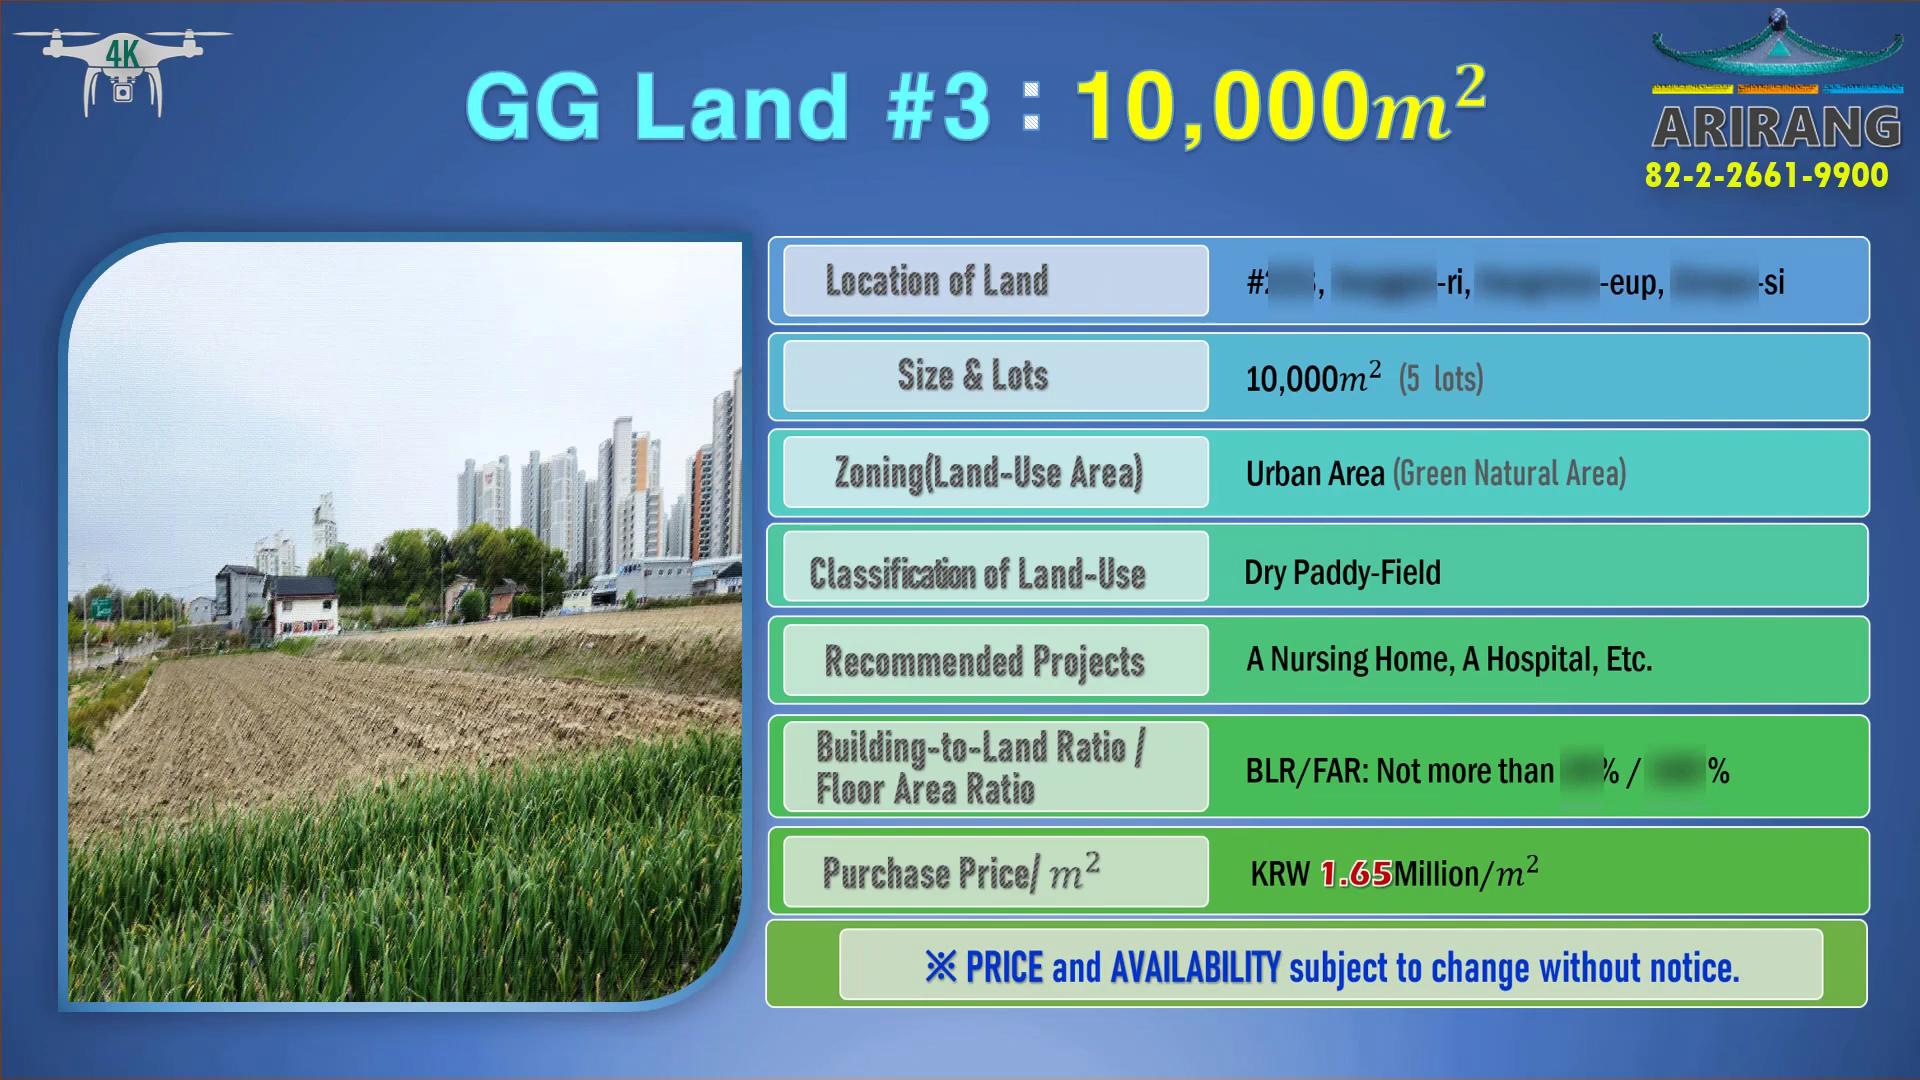 4K
GG Land #3 : 10,000m²
ARIRANG
82-2-2661-9900
Location of Land
-ri, -eup, -si
Size & Lots
10,000m² (5 lots)
Zoning(Land-Use Area)
Urban Area (Green Natural Area)
Classification of Land-Use
Dry Paddy-Field
Recommended Projects
A Nursing Home, A Hospital, Etc.
Building-to-Land Ratio /
Floor Area Ratio
BLR/FAR: Not more than % / %
Purchase Price/ m²
KRW 1.65Million/m²
※ PRICE and AVAILABILITY subject to change without notice.